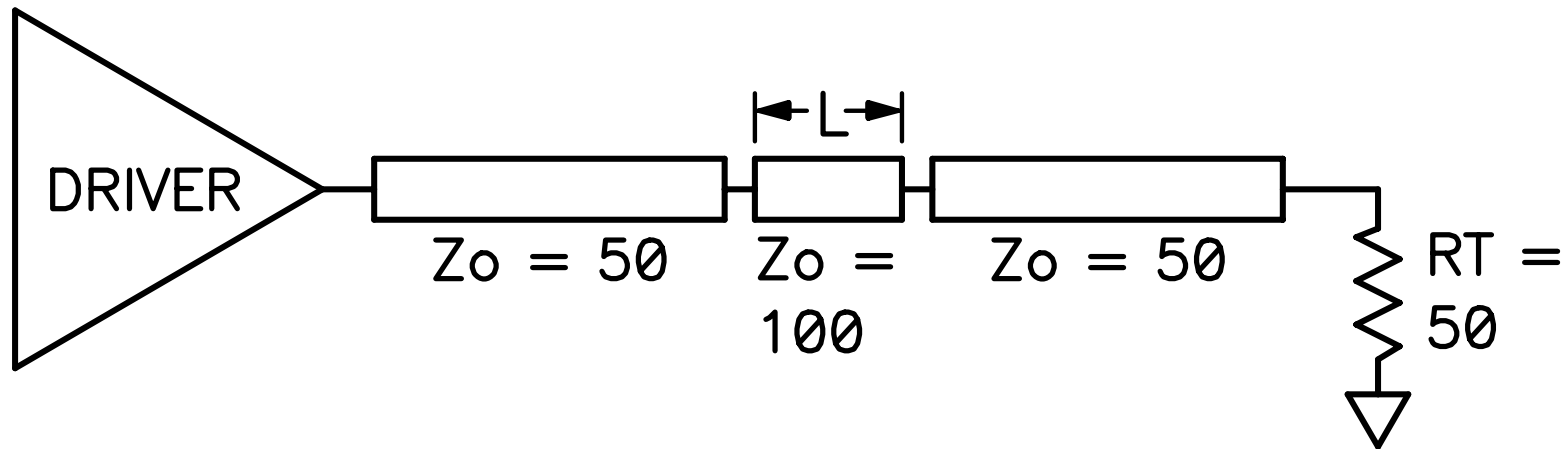 L
DRIVER
Zo = 50
Zo =
100
Zo = 50
RT =
50